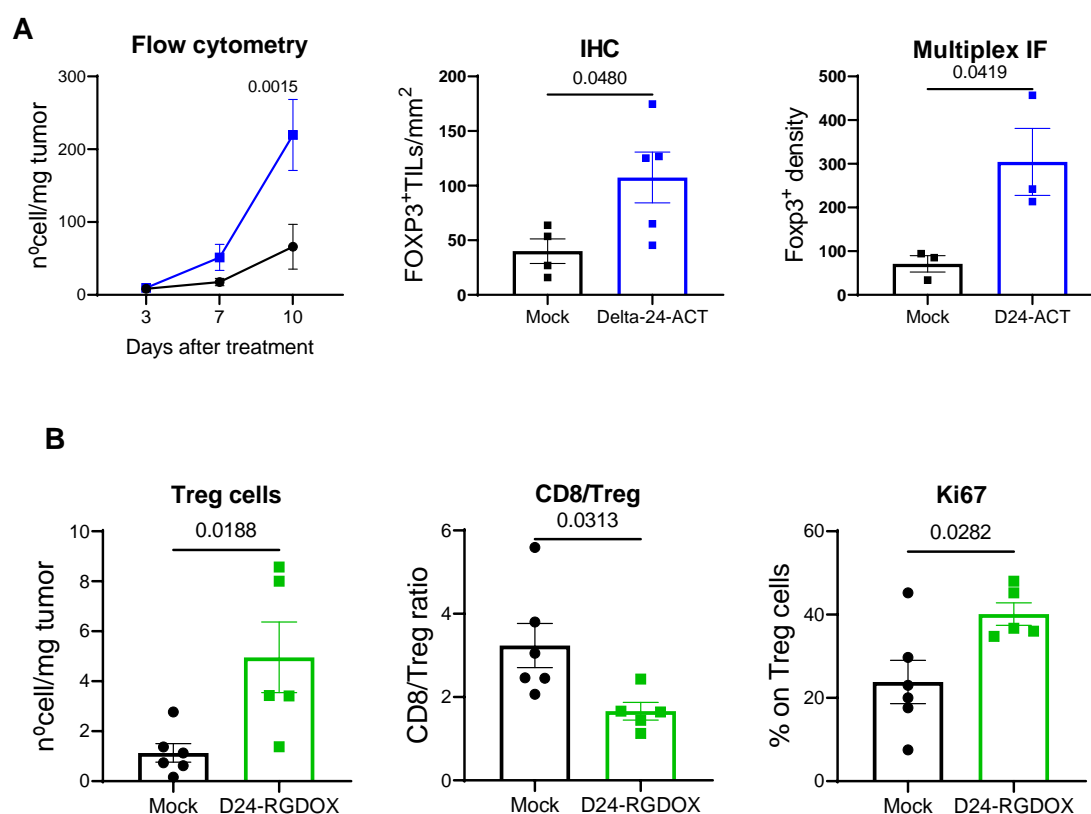 A
Flow cytometry
0.0015
300
200
100
0
nºcell/mg tumor
3 7 10
Days after treatment
IHC
0.0480
200
150
100
50
0
FOXP3+TILs/mm2
Mock Delta-24-ACT
Multiplex IF
0.0419
500
400
300
200
100
0
Foxp3+ density
Mock D24-ACT
B
Treg cells
0.0188
10
8
6
4
2
0
nºcell/mg tumor
Mock D24-RGDOX
CD8/Treg
0.0313
6
4
2
0
CD8/Treg ratio
Mock D24-RGDOX
Ki67
0.0282
60
40
20
0
% on Treg cells
Mock D24-RGDOX